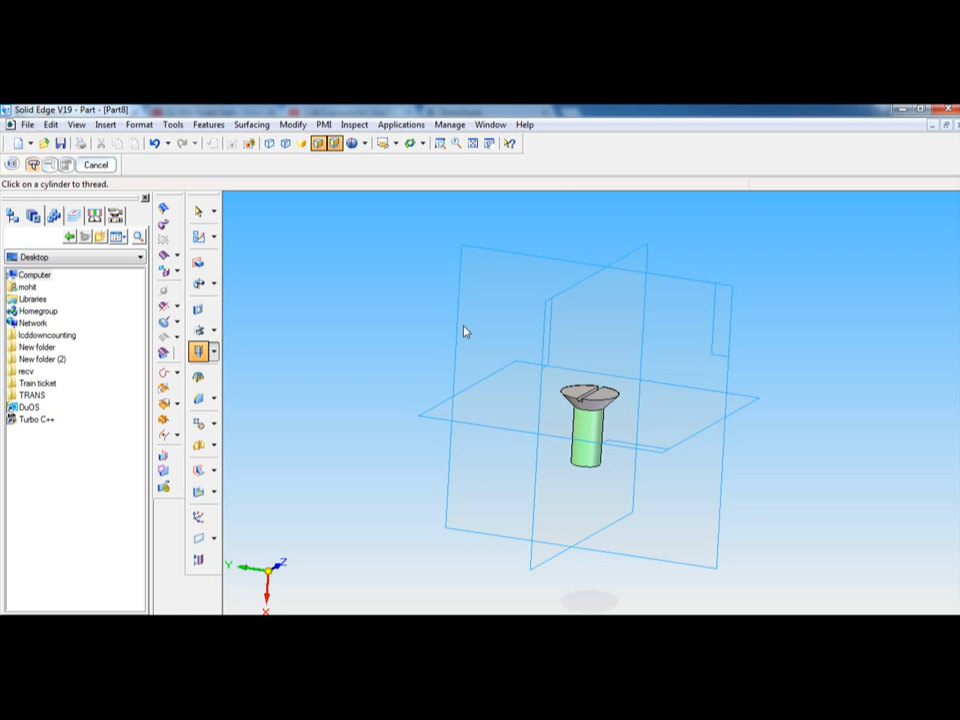 Solid Edge V19 - Part - [Part8]
File Edit View Insert Format Tools Features Surfacing Modify PMI Inspect Applications Manage Window Help
Cancel
Click on a cylinder to thread.
Desktop
Computer
mohit
Libraries
Homegroup
Network
lcddowncounting
New folder
New folder (2)
recv
Train ticket
TRANS
DuOS
Turbo C++
Y
Z
X